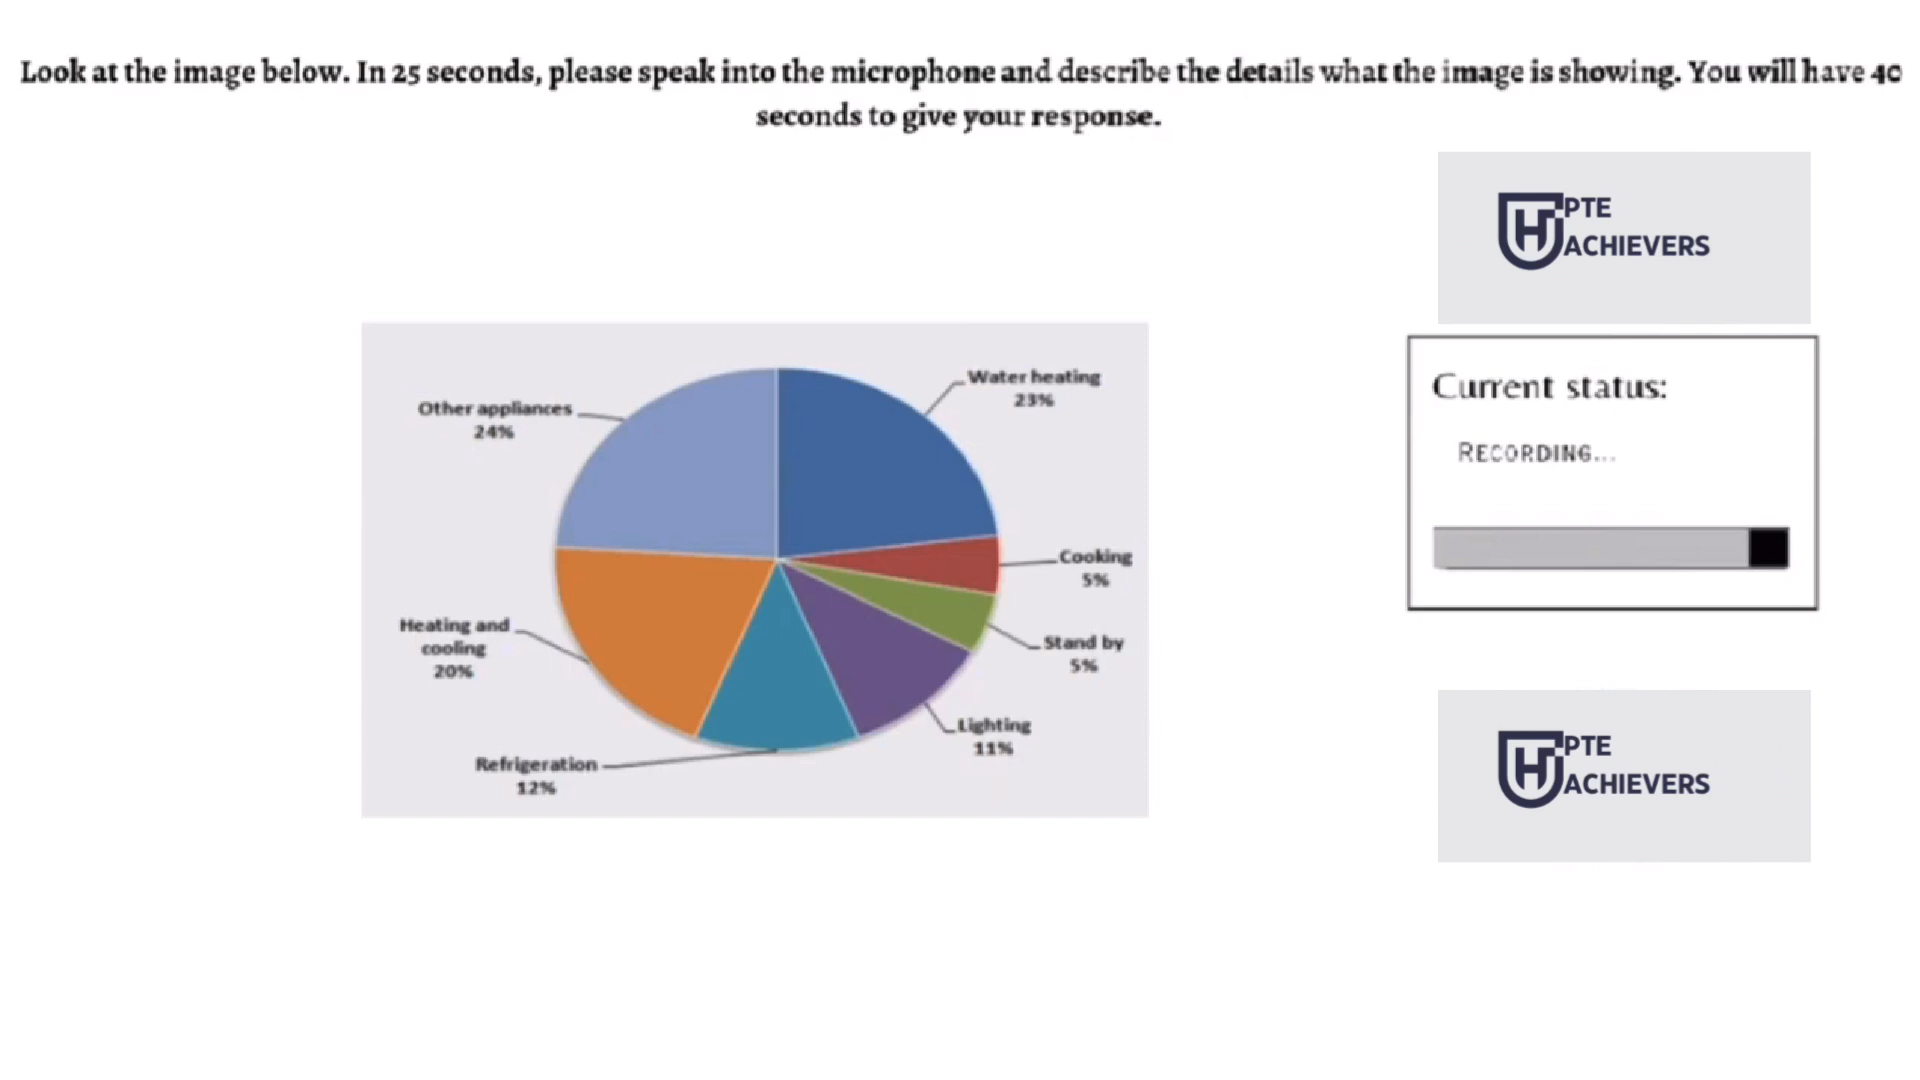 Look at the image below. In 25 seconds, please speak into the microphone and describe the details what the image is showing. You will have 40
seconds to give your response.
PTE
ACHIEVERS
Current status:
RECORDING...
Water heating
23%
Other appliances
24%
Cooking
5%
Heating and
cooling
20%
Stand by
5%
Lighting
11%
Refrigeration
12%
PTE
ACHIEVERS